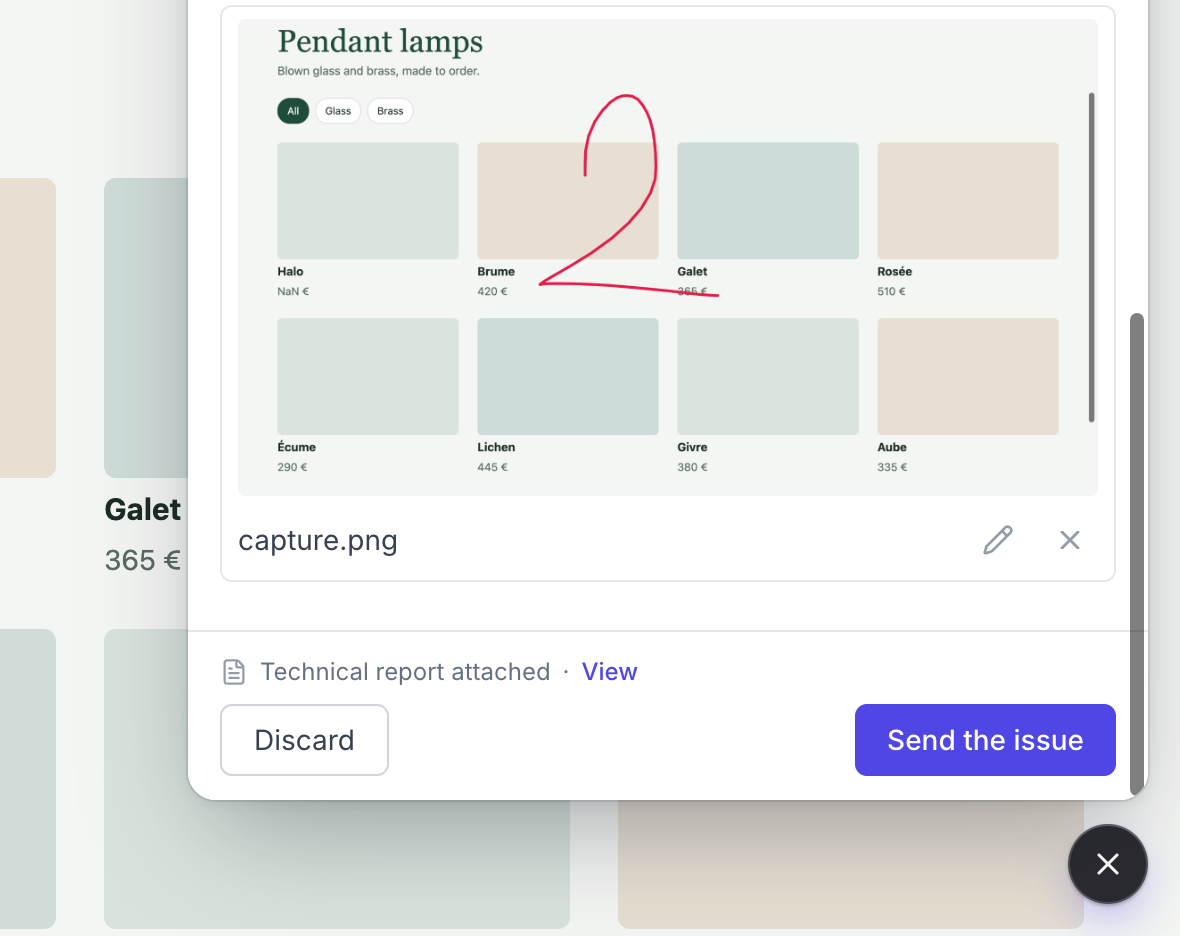 Pendant lamps
Blown glass and brass, made to order.
All Glass Brass
2
Halo Brume Galet Rosée
NaN € 420 € 365 € 510 €
Écume Lichen Givre Aube
290 € 445 € 380 € 335 €
capture.png
Galet
365 €
Technical report attached · View
Discard Send the issue